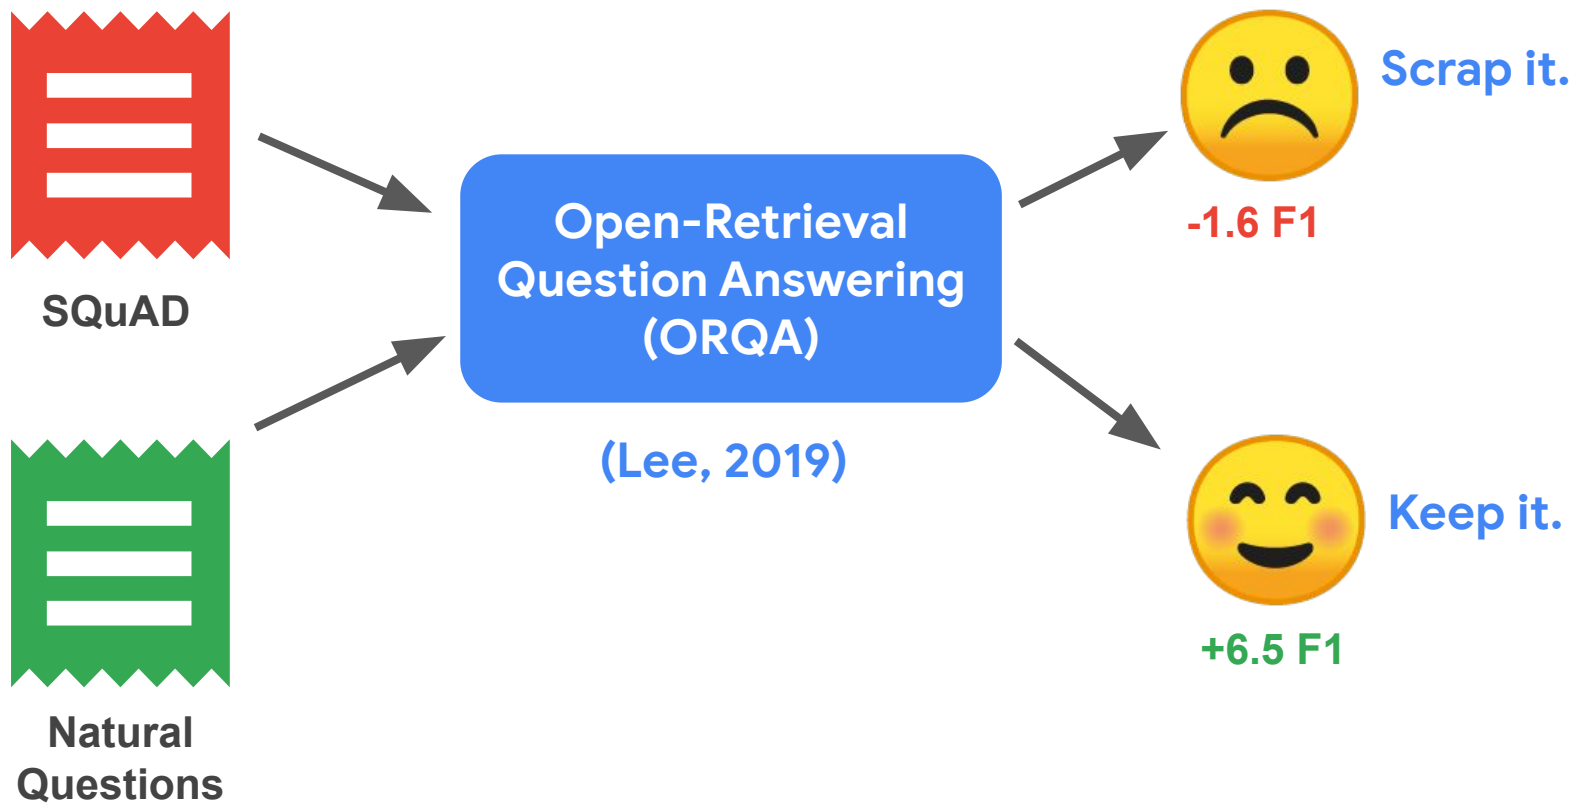 SQuAD
Natural
Questions
Open-Retrieval
Question Answering
(ORQA)
(Lee, 2019)
Scrap it.
-1.6 F1
Keep it.
+6.5 F1